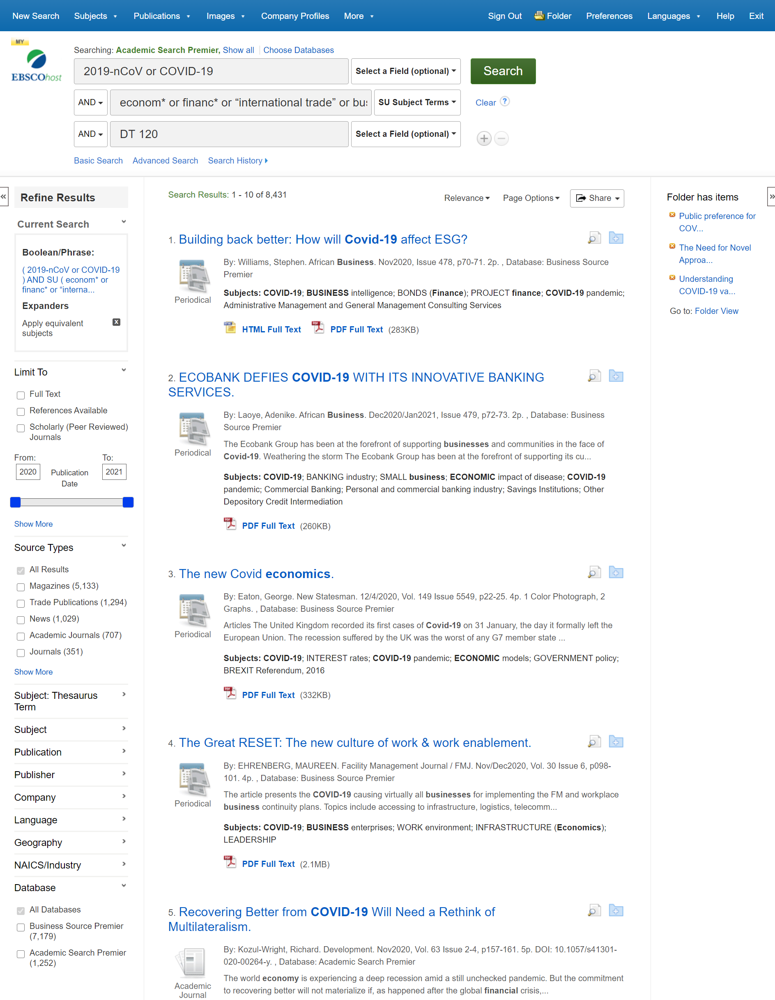 New Search Subjects Publications Images Company Profiles More Sign Out Folder Preferences Languages Help Exit
MY
EBSCOhost
Searching: Academic Search Premier, Show all Choose Databases
2019-nCoV or COVID-19 Select a Field (optional) Search
AND econom* or financ* or “international trade” or bus SU Subject Terms Clear ?
AND DT 120 Select a Field (optional)
Basic Search Advanced Search Search History
«
Refine Results
Current Search
Boolean/Phrase:
( 2019-nCoV or COVID-19
) AND SU ( econom* or
financ* or “interna...
Expanders
Apply equivalent
subjects
x
Limit To
Full Text
References Available
Scholarly (Peer Reviewed)
Journals
From: To:
2020 Publication 2021
Date
Show More
Source Types
All Results
Magazines (5,133)
Trade Publications (1,294)
News (1,029)
Academic Journals (707)
Journals (351)
Show More
Subject: Thesaurus
Term
Subject
Publication
Publisher
Company
Language
Geography
NAICS/Industry
Database
All Databases
Business Source Premier
(7,179)
Academic Search Premier
(1,252)
Search Results: 1 - 10 of 8,431 Relevance Page Options Share
1. Building back better: How will Covid-19 affect ESG?
Periodical
By: Williams, Stephen. African Business. Nov2020, Issue 478, p70-71. 2p. , Database: Business Source
Premier
Subjects: COVID-19; BUSINESS intelligence; BONDS (Finance); PROJECT finance; COVID-19 pandemic;
Administrative Management and General Management Consulting Services
HTML Full Text PDF Full Text (283KB)
2. ECOBANK DEFIES COVID-19 WITH ITS INNOVATIVE BANKING
SERVICES.
Periodical
By: Laoye, Adenike. African Business. Dec2020/Jan2021, Issue 479, p72-73. 2p. , Database: Business
Source Premier
The Ecobank Group has been at the forefront of supporting businesses and communities in the face of
Covid-19. Weathering the storm The Ecobank Group has been at the forefront of supporting its cu...
Subjects: COVID-19; BANKING industry; SMALL business; ECONOMIC impact of disease; COVID-19
pandemic; Commercial Banking; Personal and commercial banking industry; Savings Institutions; Other
Depository Credit Intermediation
PDF Full Text (260KB)
3. The new Covid economics.
Periodical
By: Eaton, George. New Statesman. 12/4/2020, Vol. 149 Issue 5549, p22-25. 4p. 1 Color Photograph, 2
Graphs. , Database: Business Source Premier
Articles The United Kingdom recorded its first cases of Covid-19 on 31 January, the day it formally left the
European Union. The recession suffered by the UK was the worst of any G7 member state ...
Subjects: COVID-19; INTEREST rates; COVID-19 pandemic; ECONOMIC models; GOVERNMENT policy;
BREXIT Referendum, 2016
PDF Full Text (332KB)
4. The Great RESET: The new culture of work & work enablement.
Periodical
By: EHRENBERG, MAUREEN. Facility Management Journal / FMJ. Nov/Dec2020, Vol. 30 Issue 6, p098-
101. 4p. , Database: Business Source Premier
The article presents the COVID-19 causing virtually all businesses for implementing the FM and workplace
business continuity plans. Topics include accessing to infrastructure, logistics, telecomm...
Subjects: COVID-19; BUSINESS enterprises; WORK environment; INFRASTRUCTURE (Economics);
LEADERSHIP
PDF Full Text (2.1MB)
5. Recovering Better from COVID-19 Will Need a Rethink of
Multilateralism.
Academic
Journal
By: Kozul-Wright, Richard. Development. Nov2020, Vol. 63 Issue 2-4, p157-161. 5p. DOI: 10.1057/s41301-
020-00264-y. , Database: Academic Search Premier
The world economy is experiencing a deep recession amid a still unchecked pandemic. But the commitment
to recovering better will not materialize if, as happened after the global financial crisis,...
Folder has items
»
Public preference for
COV...
The Need for Novel
Approa...
Understanding
COVID-19 va...
Go to: Folder View